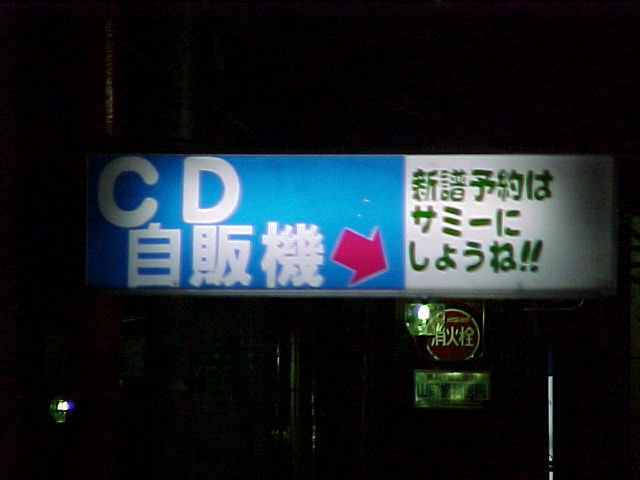 CD
自販機
新譜予約は
サミーに
しょうね!!
消火栓